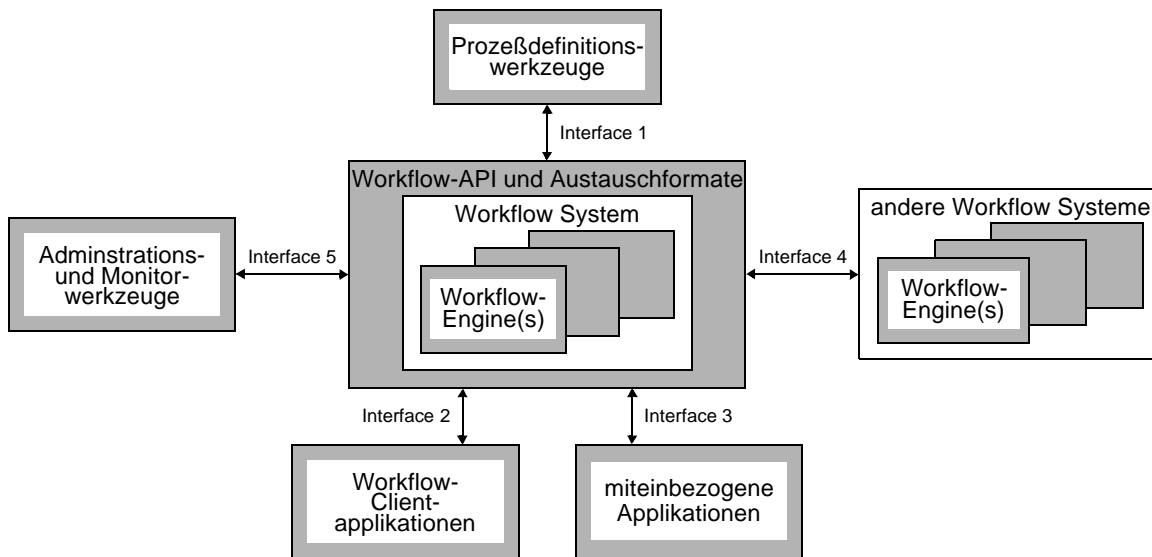 Prozeßdefinitions-
werkzeuge
Interface 1
Workflow-API und Austauschformate
Workflow System
Workflow-
Engine(s)
Adminstrations-
und Monitor-
werkzeuge
Interface 5
Interface 4
andere Workflow Systeme
Workflow-
Engine(s)
Interface 2
Interface 3
Workflow-
Client-
applikationen
miteinbezogene
Applikationen